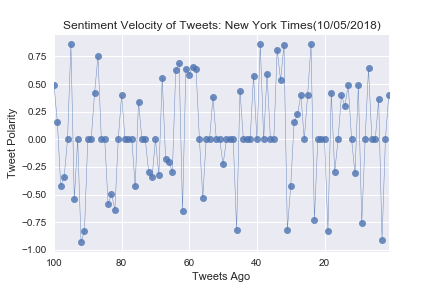 Sentiment Velocity of Tweets: New York Times(10/05/2018)
Tweet Polarity
0.75
0.50
0.25
0.00
−0.25
−0.50
−0.75
−1.00
100 80 60 40 20
Tweets Ago